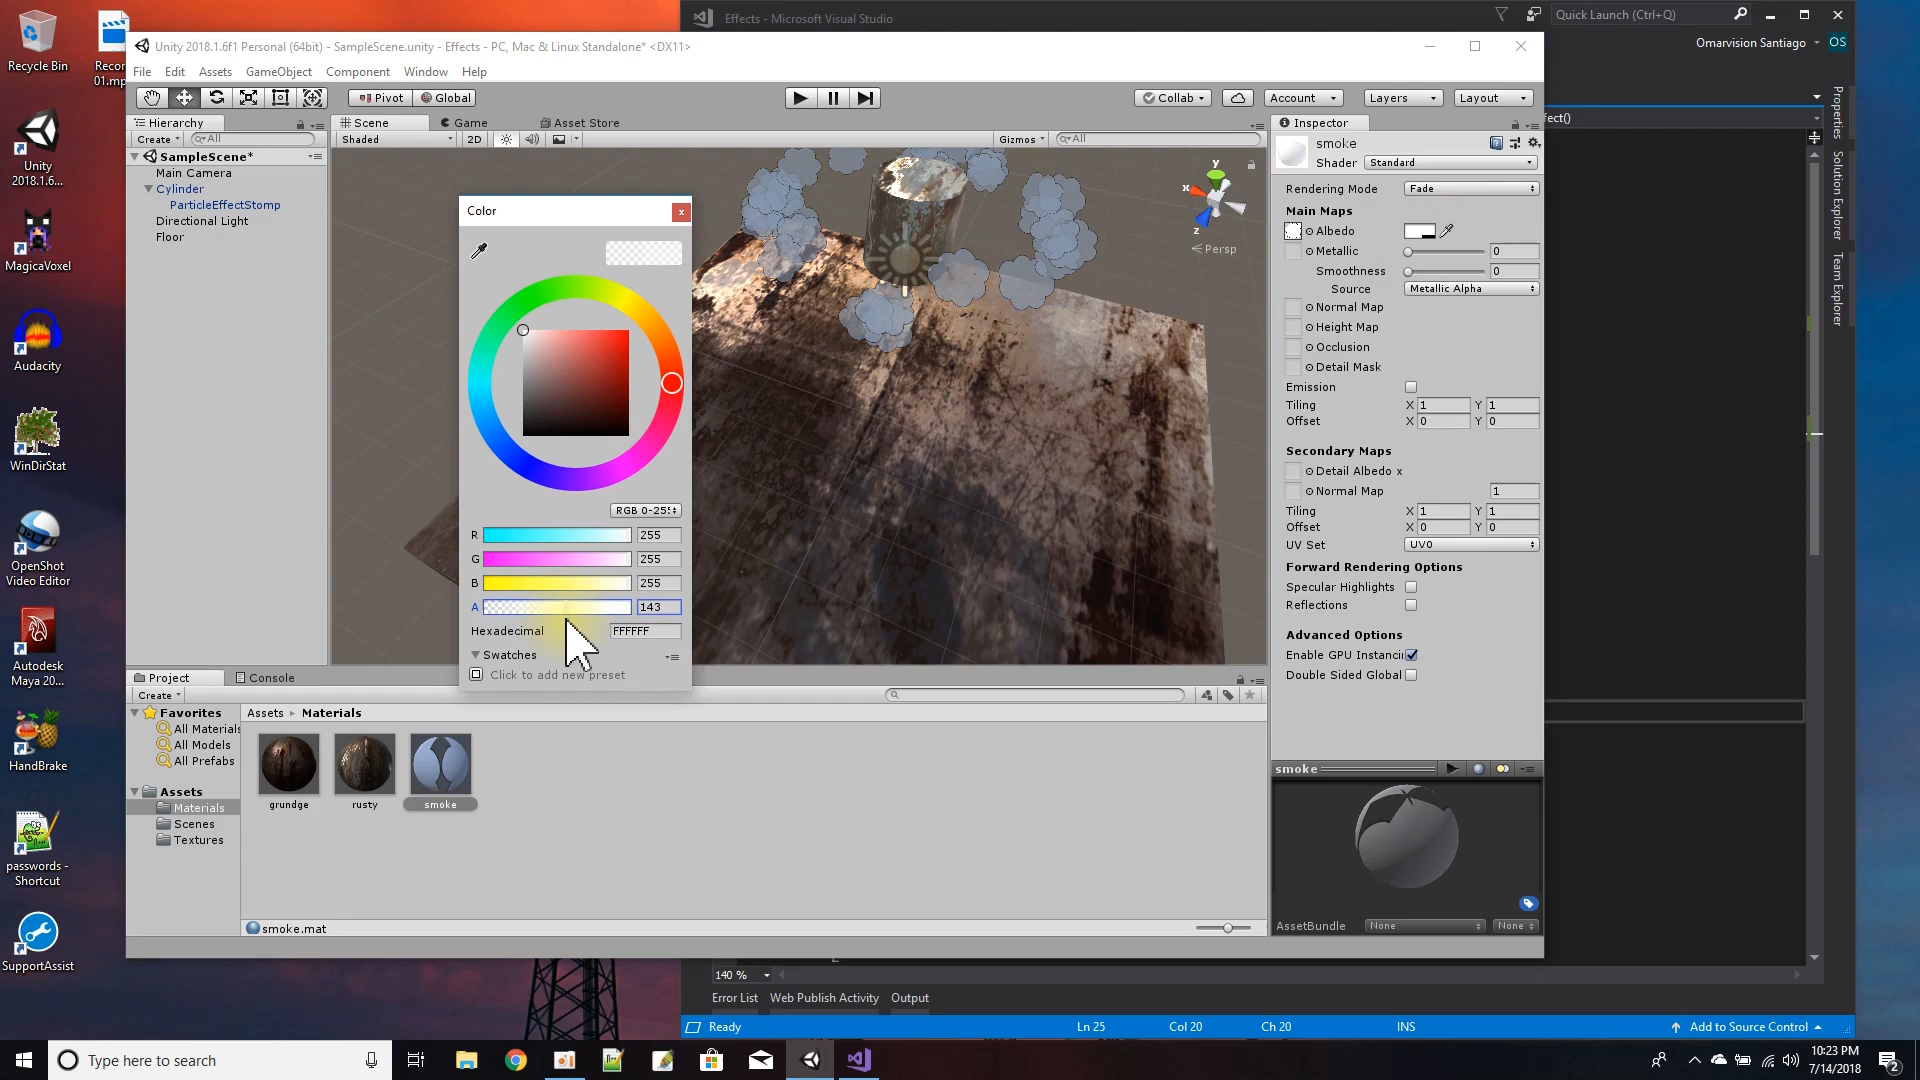 Effects - Microsoft Visual Studio
Quick Launch (Ctrl+Q)
Omarvision Santiago
OS
Recycle Bin
Recor
01.mp
Unity
2018.1.6...
MagicaVoxel
Audacity
WinDirStat
OpenShot
Video Editor
Autodesk
Maya 20...
HandBrake
passwords -
Shortcut
SupportAssist
Unity 2018.1.6f1 Personal (64bit) - SampleScene.unity - Effects - PC, Mac & Linux Standalone* <DX11>
File Edit Assets GameObject Component Window Help
Pivot Global
Collab
Account
Layers
Layout
Hierarchy
Create
All
SampleScene*
Main Camera
Cylinder
ParticleEffectStomp
Directional Light
Floor
Scene Game Asset Store
Shaded 2D Gizmos All
y
x
z
Persp
Color
RGB 0-255
R 255
G 255
B 255
A 143
Hexadecimal FFFFFF
Swatches
Click to add new preset
Inspector
smoke
Shader Standard
Rendering Mode Fade
Main Maps
Albedo
Metallic 0
Smoothness 0
Source Metallic Alpha
Normal Map
Height Map
Occlusion
Detail Mask
Emission
Tiling X 1 Y 1
Offset X 0 Y 0
Secondary Maps
Detail Albedo x
Normal Map 1
Tiling X 1 Y 1
Offset X 0 Y 0
UV Set UV0
Forward Rendering Options
Specular Highlights
Reflections
Advanced Options
Enable GPU Instancin
Double Sided Global
smoke
AssetBundle None None
fect()
Properties
Solution Explorer
Team Explorer
Project Console
Create
Favorites
All Materials
All Models
All Prefabs
Assets
Materials
Scenes
Textures
Assets Materials
grundge
rusty
smoke
smoke.mat
140 %
Error List Web Publish Activity Output
Ready Ln 25 Col 20 Ch 20 INS Add to Source Control
Type here to search
10:23 PM
7/14/2018
2